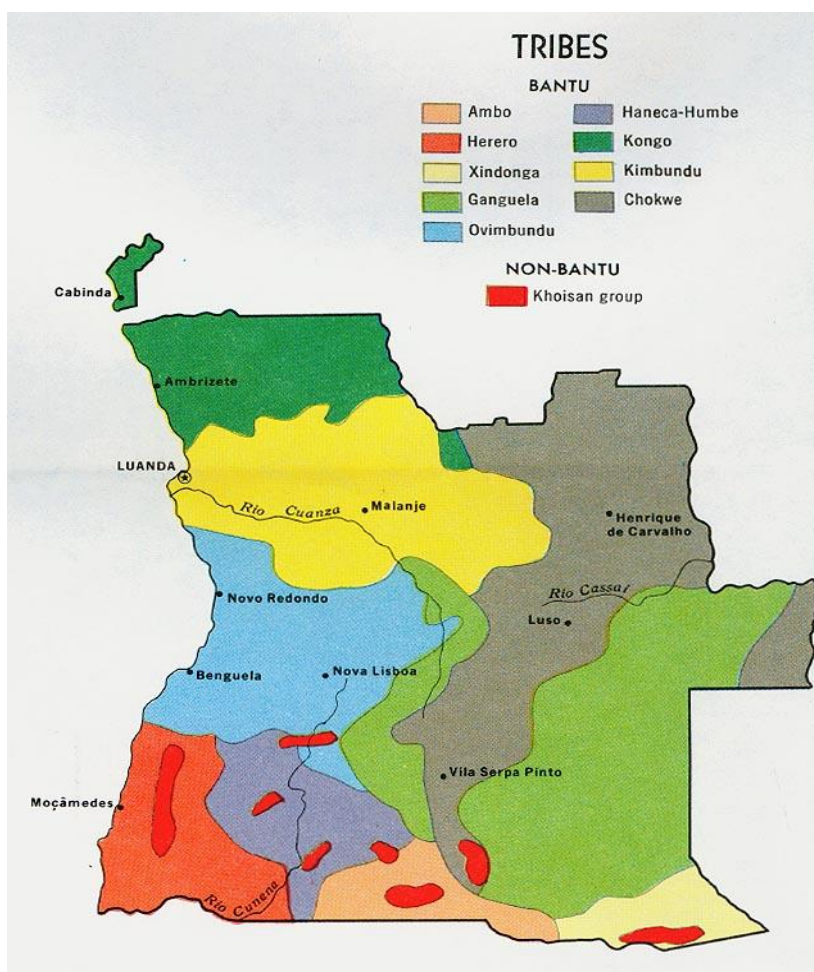 TRIBES
BANTU
Ambo
Herero
Xindonga
Ganguela
Ovimbundu
Haneca-Humbe
Kongo
Kimbundu
Chokwe
NON-BANTU
Khoisan group
Cabinda
Ambrizete
LUANDA
Rio Cuanza
Malanje
Henrique
de Carvalho
Rio Cassai
Novo Redondo
Luso
Benguela
Nova Lisboa
Vila Serpa Pinto
Moçâmedes
Rio Cunena